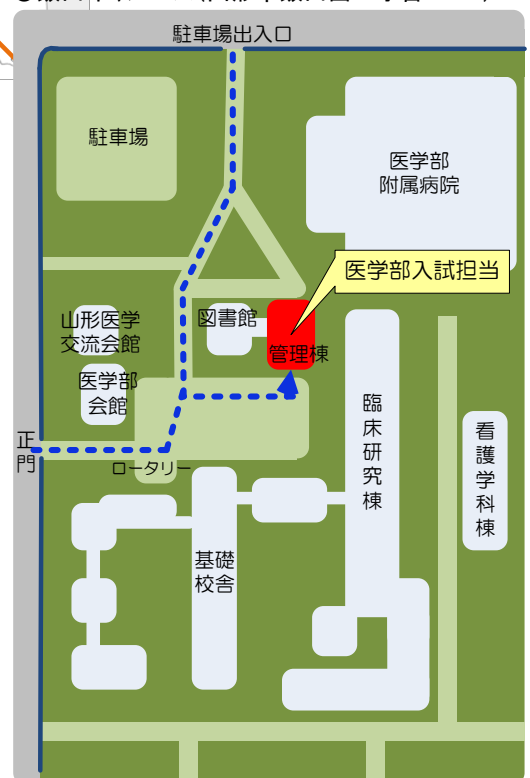 駐車場出入口
駐車場
医学部
附属病院
医学部入試担当
山形医学
交流会館
図書館
管理棟
医学部
会館
正門
ロータリー
臨床研究棟
看護学科棟
基礎
校舎